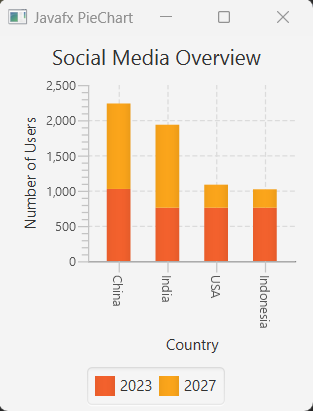 Javafx PieChart
Social Media Overview
Number of Users
2,500
2,000
1,500
1,000
500
0
China
India
USA
Indonesia
Country
2023
2027